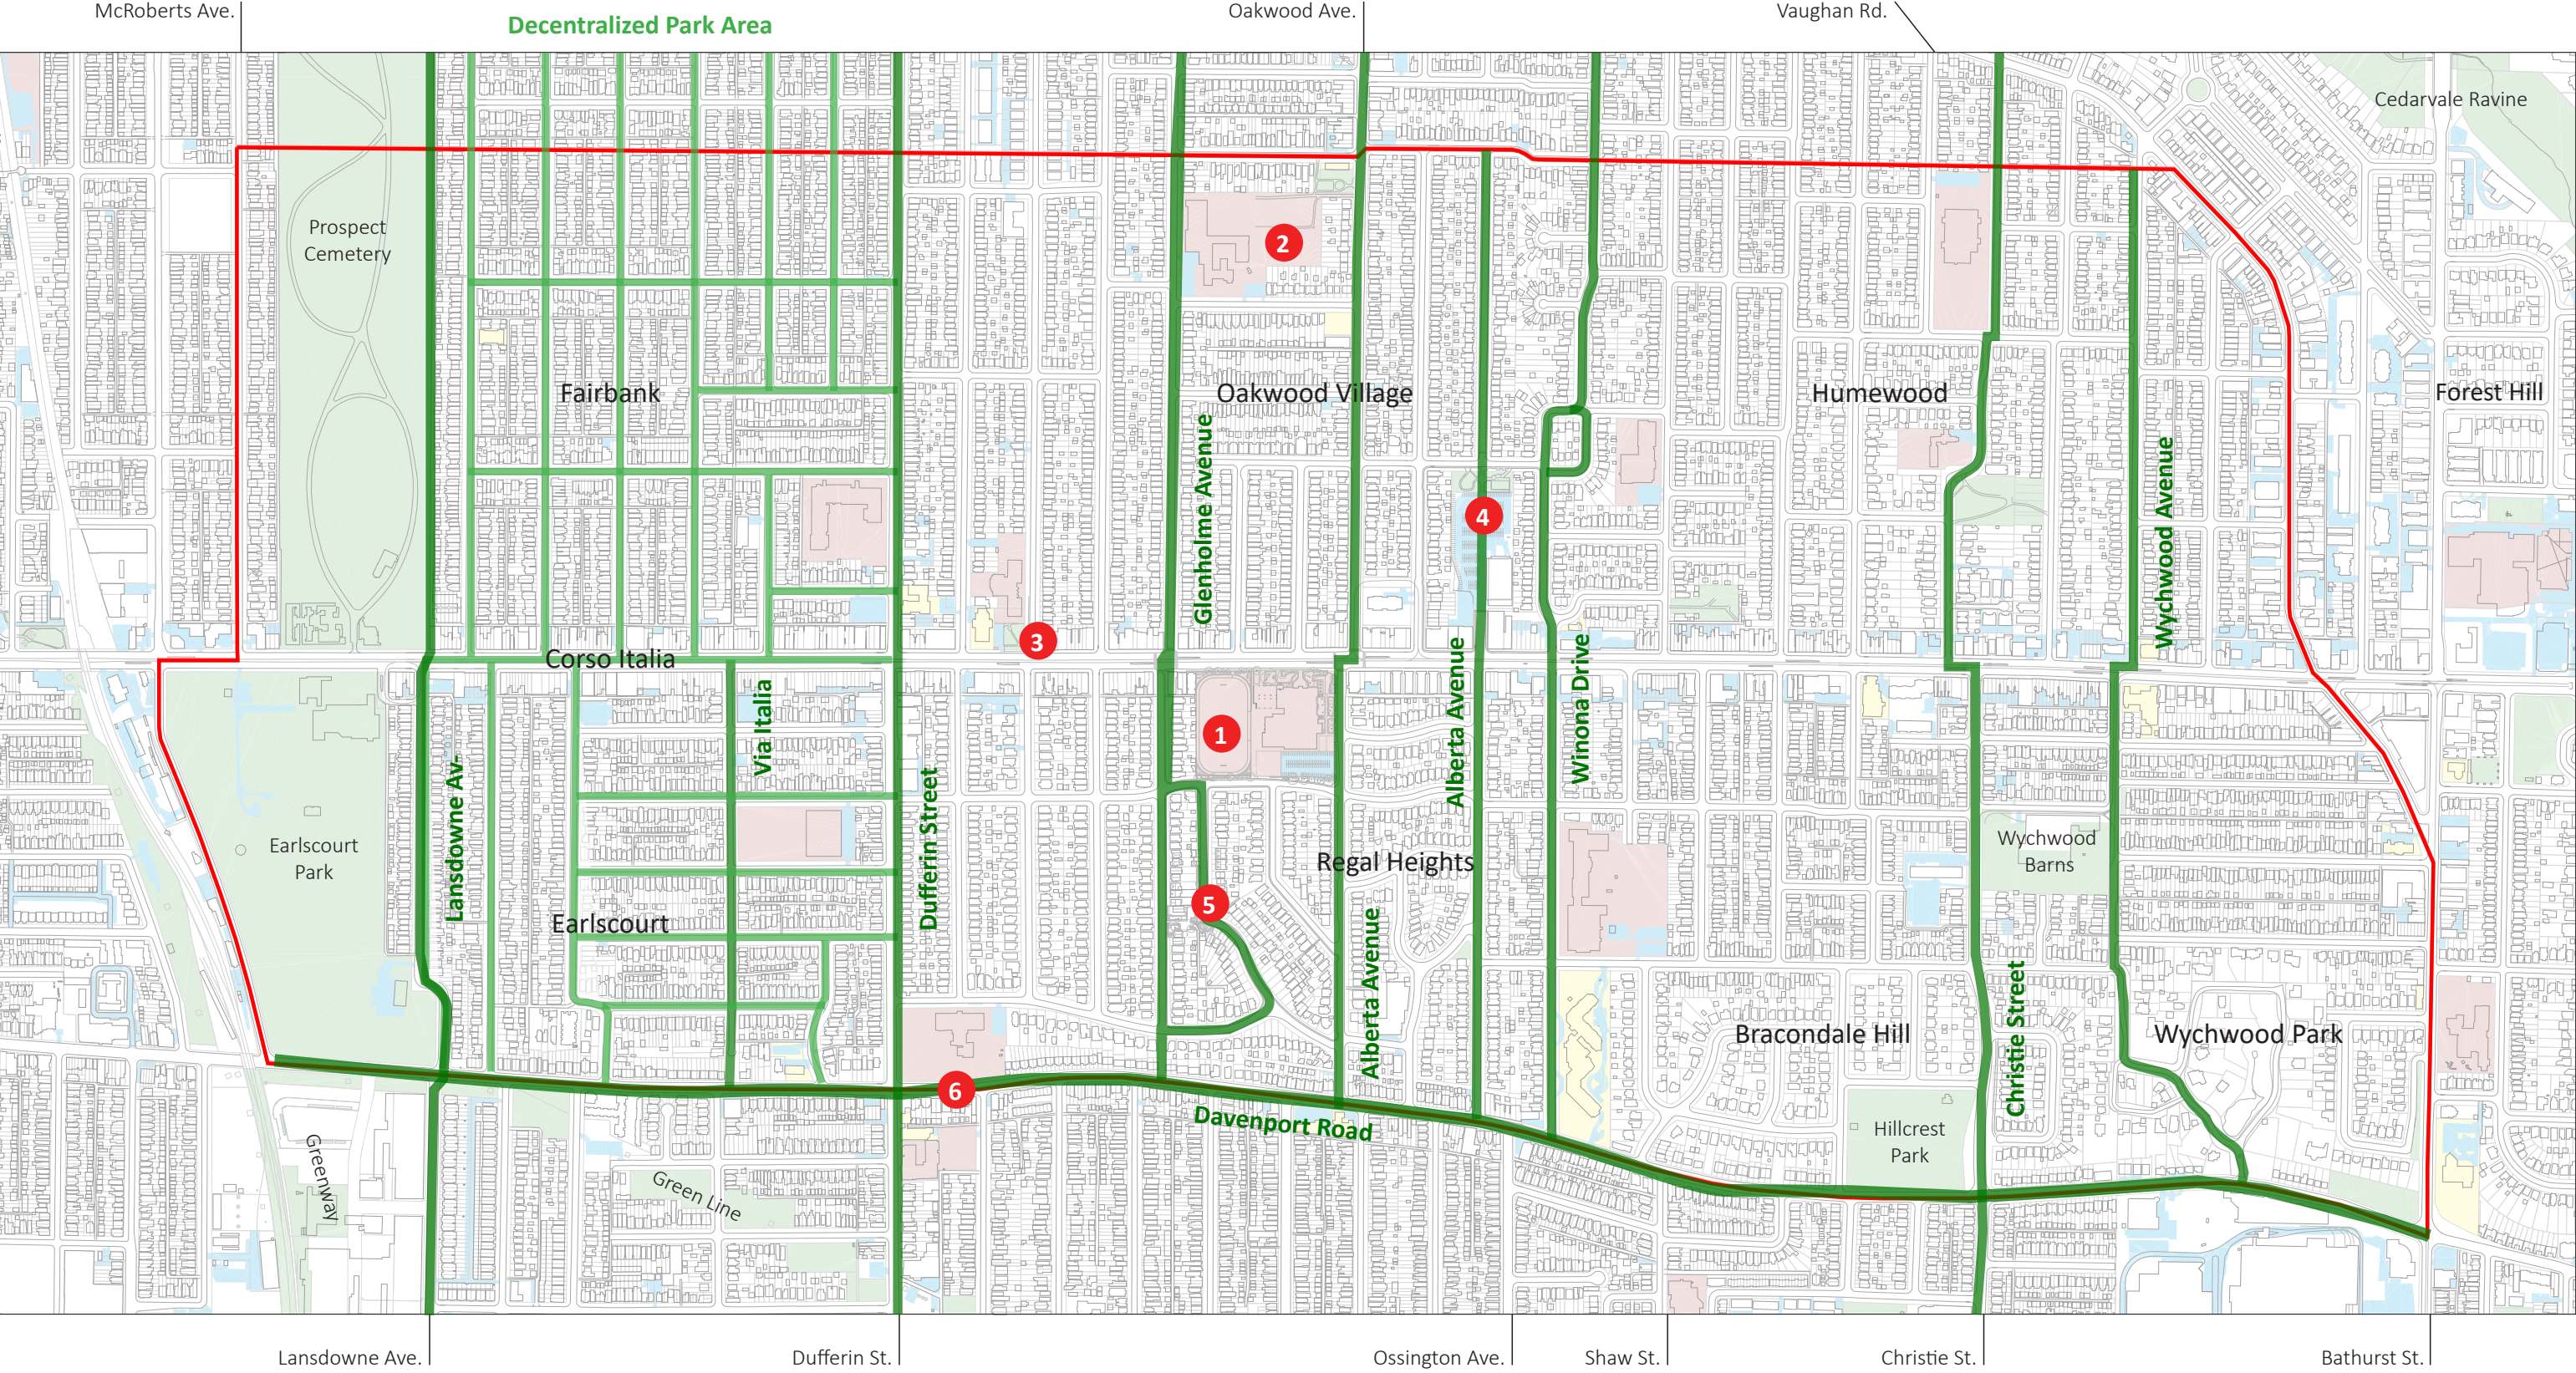 McRoberts Ave.
Decentralized Park Area
Oakwood Ave.
Vaughan Rd.
Cedarvale Ravine
Prospect
Cemetery
2
Fairbank
Oakwood Village
Humewood
Forest Hill
Glenholme Avenue
Wychwood Avenue
4
3
Corso Italia
Via Italia
Alberta Avenue
Winona Drive
1
Lansdowne Av-
Dufferin Street
Earlscourt
Park
Wychwood
Barns
Regal Heights
5
Earlscourt
Alberta Avenue
Christie Street
Bracondale Hill
Wychwood Park
6
Davenport Road
Hillcrest
Park
Greenway
Green Line
Lansdowne Ave.
Dufferin St.
Ossington Ave.
Shaw St.
Christie St.
Bathurst St.